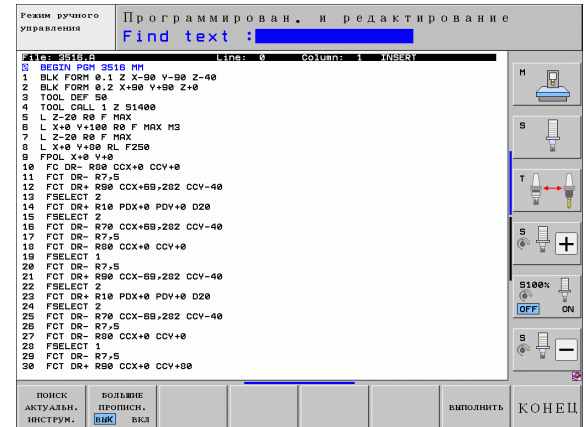 Режим ручного
управления
Программирован. и редактирование
Find text :
File: 3516.A Line: 0 Column: 1 INSERT
0 BEGIN PGM 3516 MM
1 BLK FORM 0.1 Z X-90 Y-90 Z-40
2 BLK FORM 0.2 X+90 Y+90 Z+0
3 TOOL DEF 50
4 TOOL CALL 1 Z S1400
5 L Z-20 R0 F MAX
6 L X+0 Y+100 R0 F MAX M3
7 L Z-20 R0 F MAX
8 L X+0 Y+80 RL F250
9 FPOL X+0 Y+0
10 FC DR- R80 CCX+0 CCY+0
11 FCT DR- R7,5
12 FCT DR+ R90 CCX+69,282 CCY-40
13 FSELECT 2
14 FCT DR+ R10 PDX+0 PDY+0 D20
15 FSELECT 2
16 FCT DR- R70 CCX+69,282 CCY-40
17 FCT DR- R7,5
18 FCT DR- R80 CCX+0 CCY+0
19 FSELECT 1
20 FCT DR- R7,5
21 FCT DR+ R90 CCX-69,282 CCY-40
22 FSELECT 2
23 FCT DR+ R10 PDX+0 PDY+0 D20
24 FSELECT 2
25 FCT DR- R70 CCX-69,282 CCY-40
26 FCT DR- R7,5
27 FCT DR- R80 CCX+0 CCY+0
28 FSELECT 1
29 FCT DR- R7,5
30 FCT DR+ R90 CCX+0 CCY+80
M
S
T
S
S100%
OFF ON
S
ПОИСК
АКТУАЛЬН.
ИНСТРУМ.
БОЛЬШИЕ
ПРОПИСН.
ВЫК ВКЛ
ВЫПОЛНИТЬ
КОНЕЦ